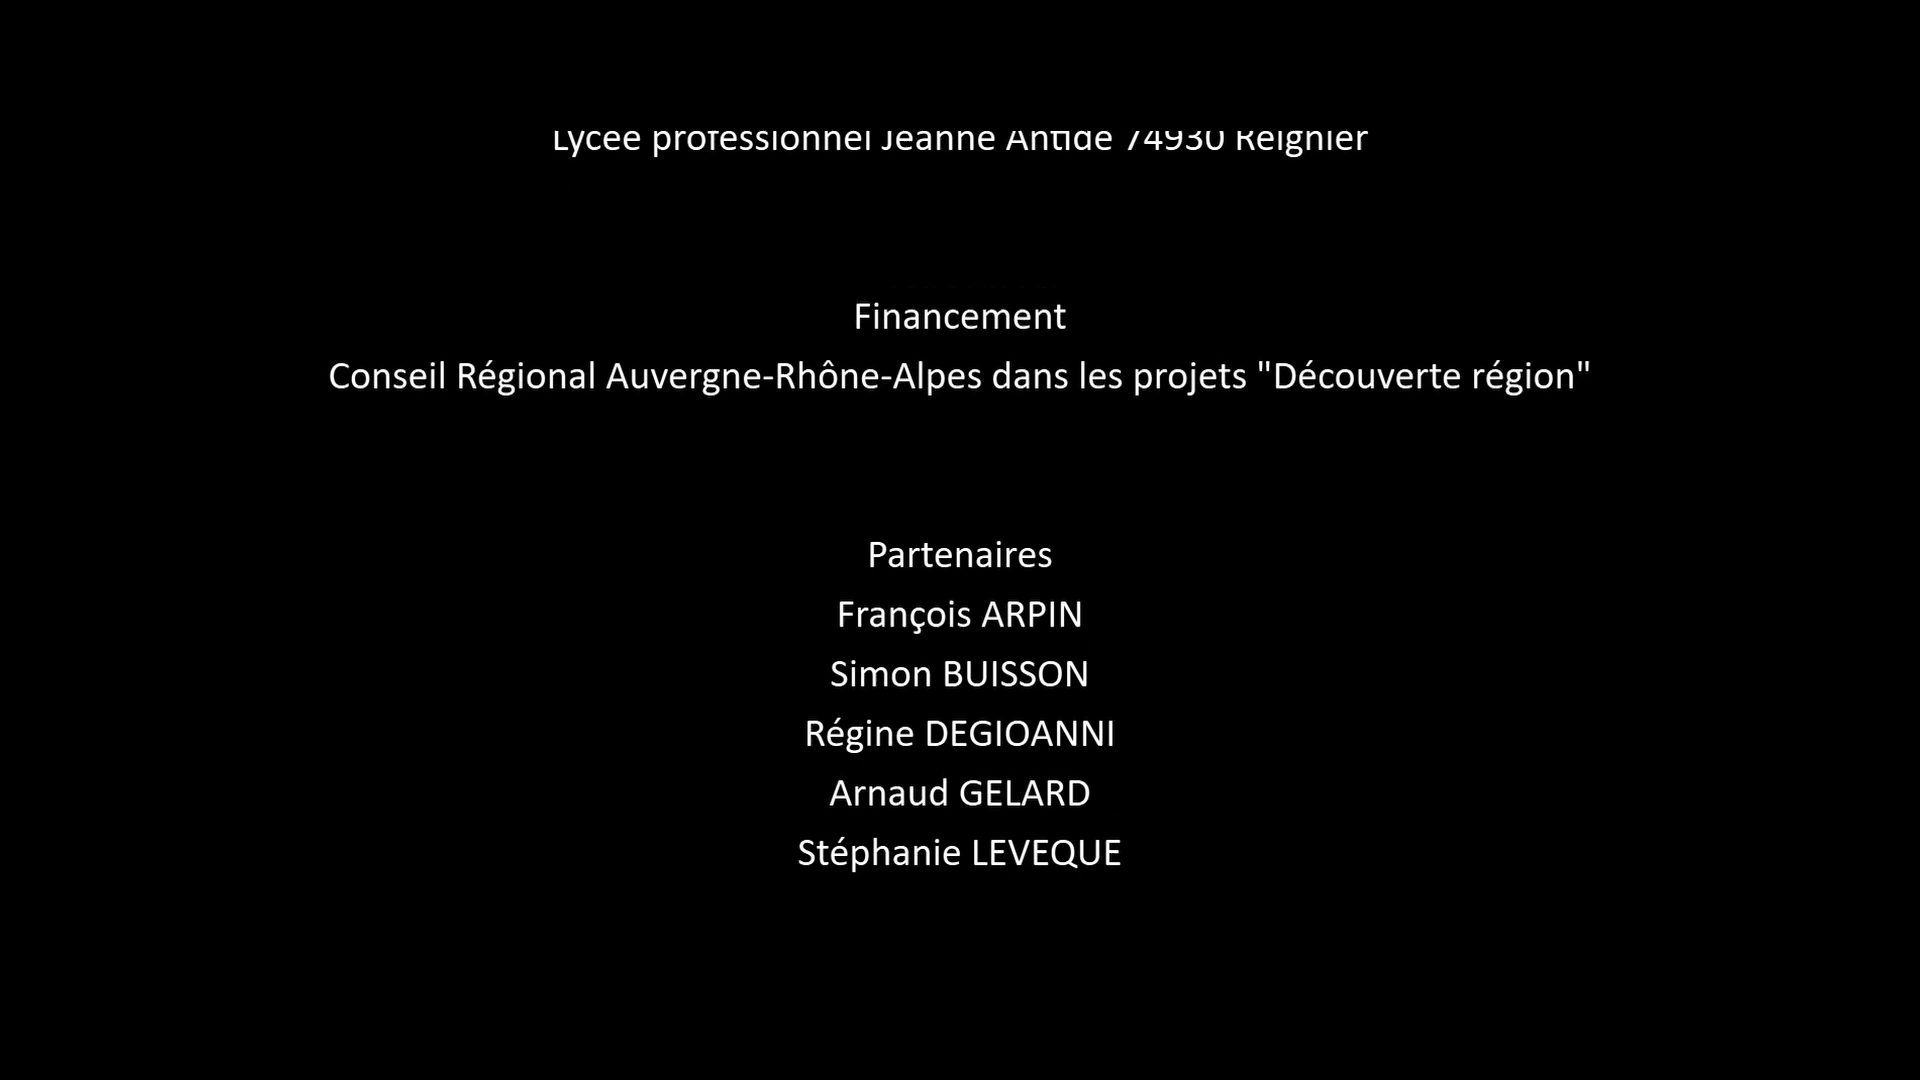 Lycée professionnel Jeanne Antide 74930 Reignier
Financement
Conseil Régional Auvergne-Rhône-Alpes dans les projets "Découverte région"
Partenaires
François ARPIN
Simon BUISSON
Régine DEGIOANNI
Arnaud GELARD
Stéphanie LEVEQUE